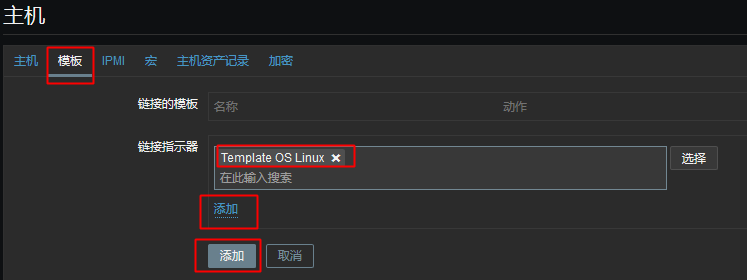 主机
主机 模板 IPMI 宏 主机资产记录 加密
链接的模板 名称 动作
链接指示器 Template OS Linux ✖ 选择
在此输入搜索
添加
添加 取消